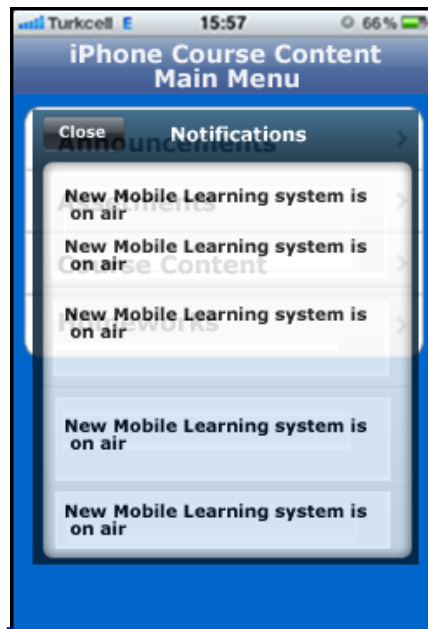 Turkcell E 15:57 66%
iPhone Course Content
Main Menu
Close Notifications
Announcements
New Mobile Learning system is
on air
Assetments
New Mobile Learning system is
on air
Course Content
New Mobile Learning system is
on air
Homeworks
New Mobile Learning system is
on air
New Mobile Learning system is
on air